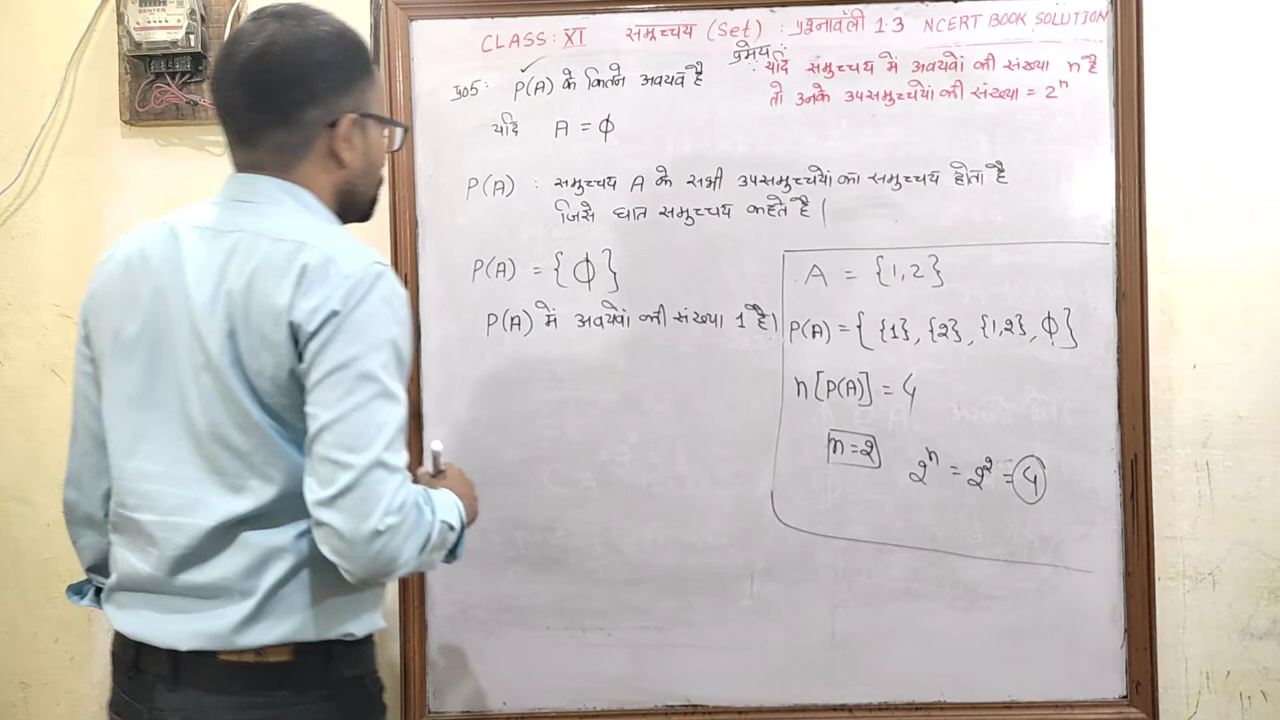 CLASS: XI समुच्चय (Set) : प्रश्नावली 1.3 NCERT BOOK SOLUTION
प्र05: P(A) के कितने अवयव है
यदि A = ϕ
प्रमेय : यदि समुच्चय में अवयवों की संख्या n है
तो उनके उपसमुच्चयों की संख्या = 2ⁿ
P(A) : समुच्चय A के सभी उपसमुच्चयों का समुच्चय होता है
जिसे घात समुच्चय कहते है |
P(A) = {ϕ}
P(A) में अवयवों की संख्या 1 है |
A = {1,2}
P(A) = { {1}, {2}, {1,2}, ϕ}
n[P(A)] = 4
n=2
2ⁿ = 2² = 4